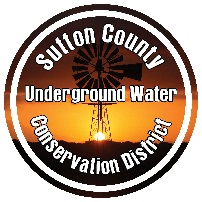 Sutton County
Underground Water
Conservation District